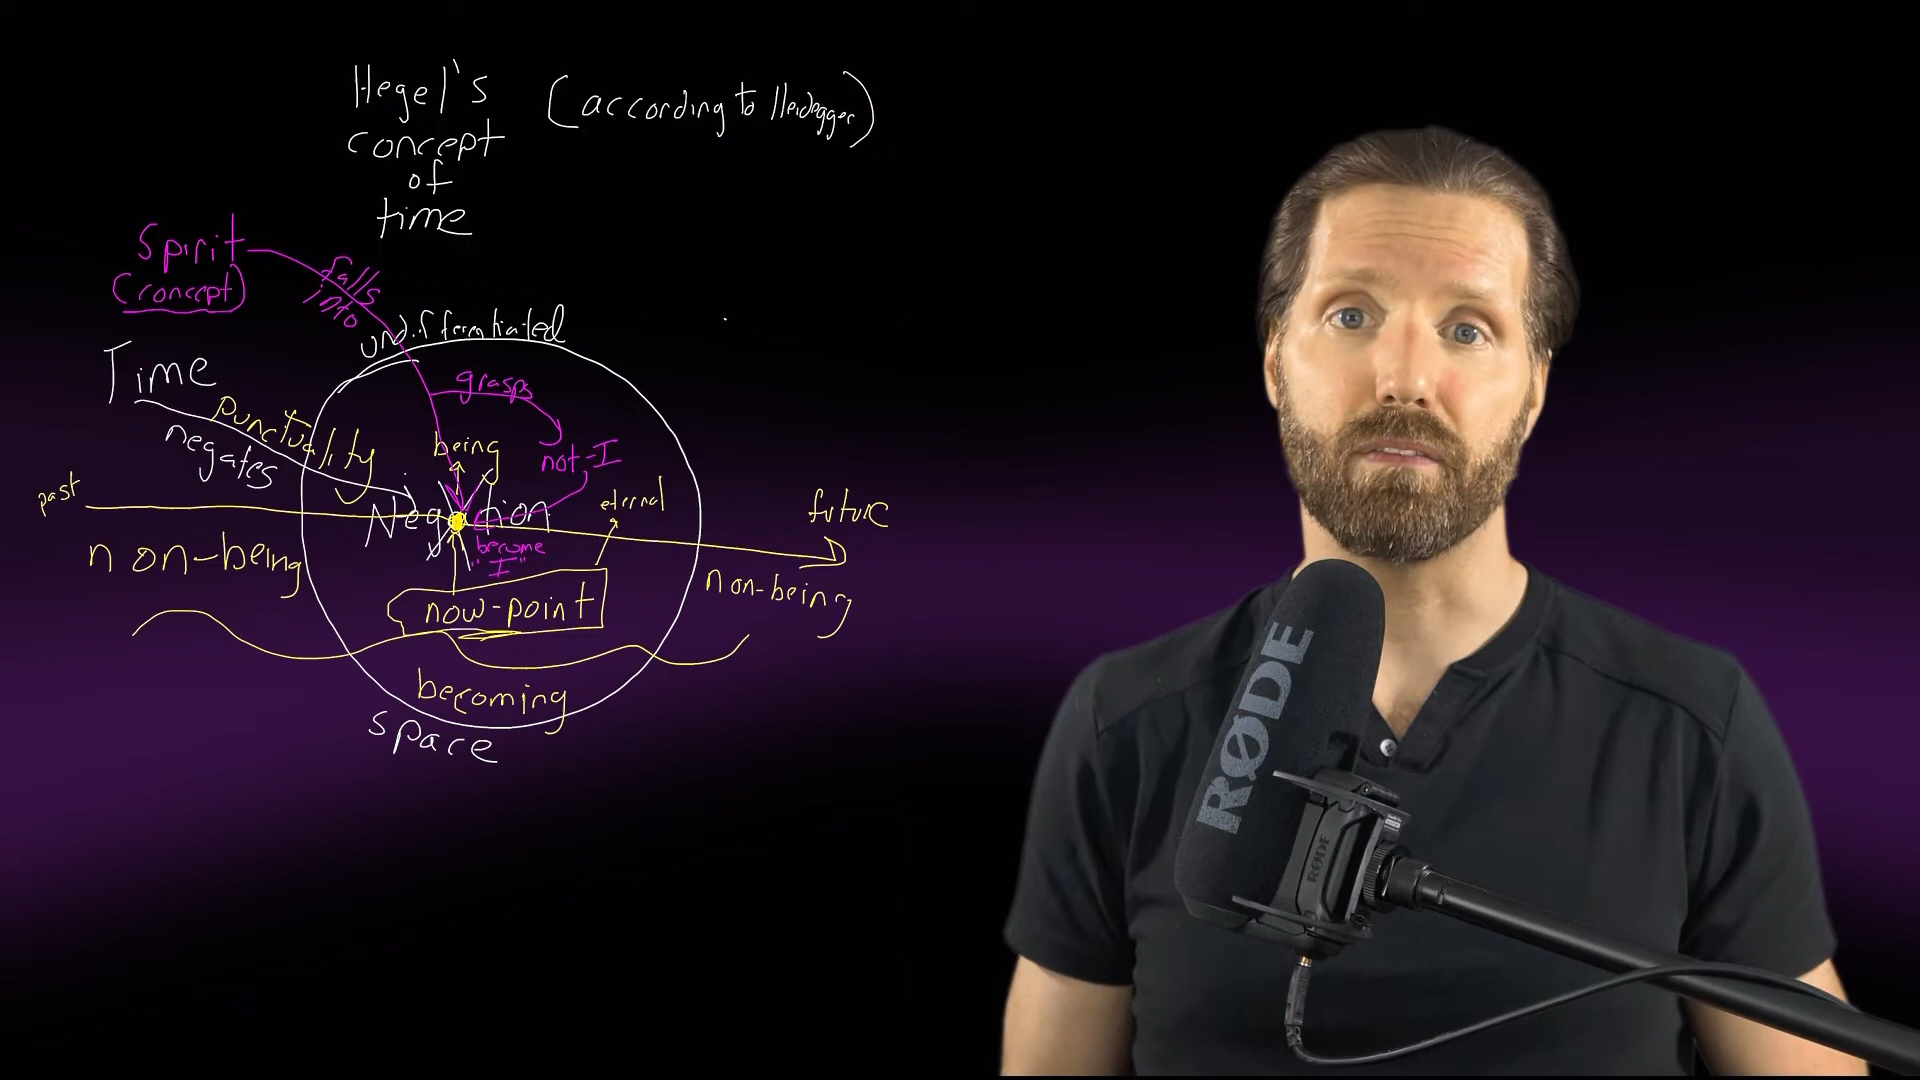 Hegel's
concept
of
time
(according to Heidegger)
Spirit
(concept)
falls
into
undifferentiated
Time
Punctuality
negates
grasps
being
not-I
past
Negation
eternal
future
non-being
become
"I"
now-point
non-being
becoming
space
RØDE
RØDE